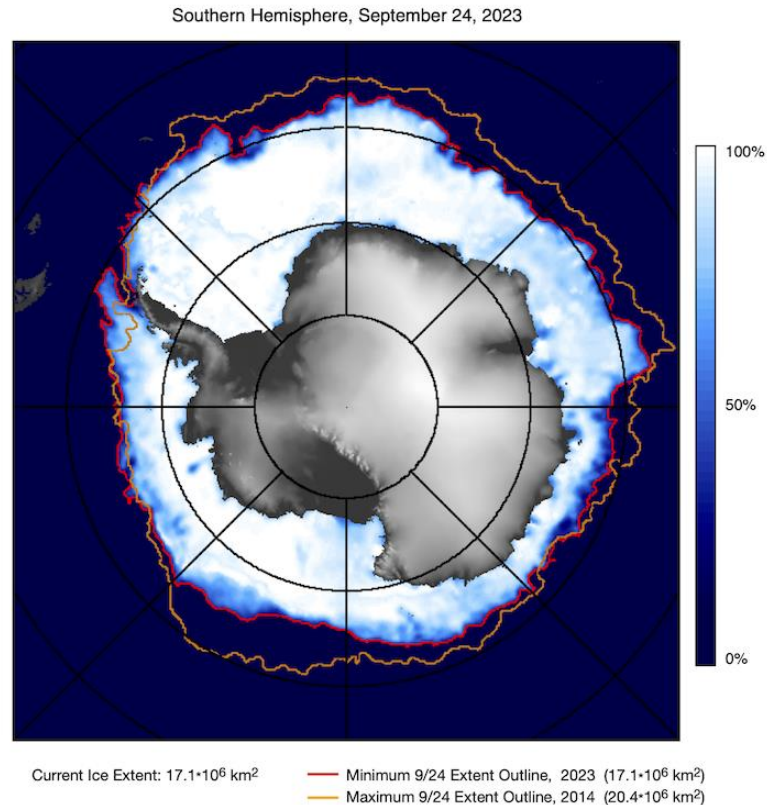 Southern Hemisphere, September 24, 2023
100%
50%
0%
Current Ice Extent: 17.1*10⁶ km²
Minimum 9/24 Extent Outline, 2023 (17.1*10⁶ km²)
Maximum 9/24 Extent Outline, 2014 (20.4*10⁶ km²)